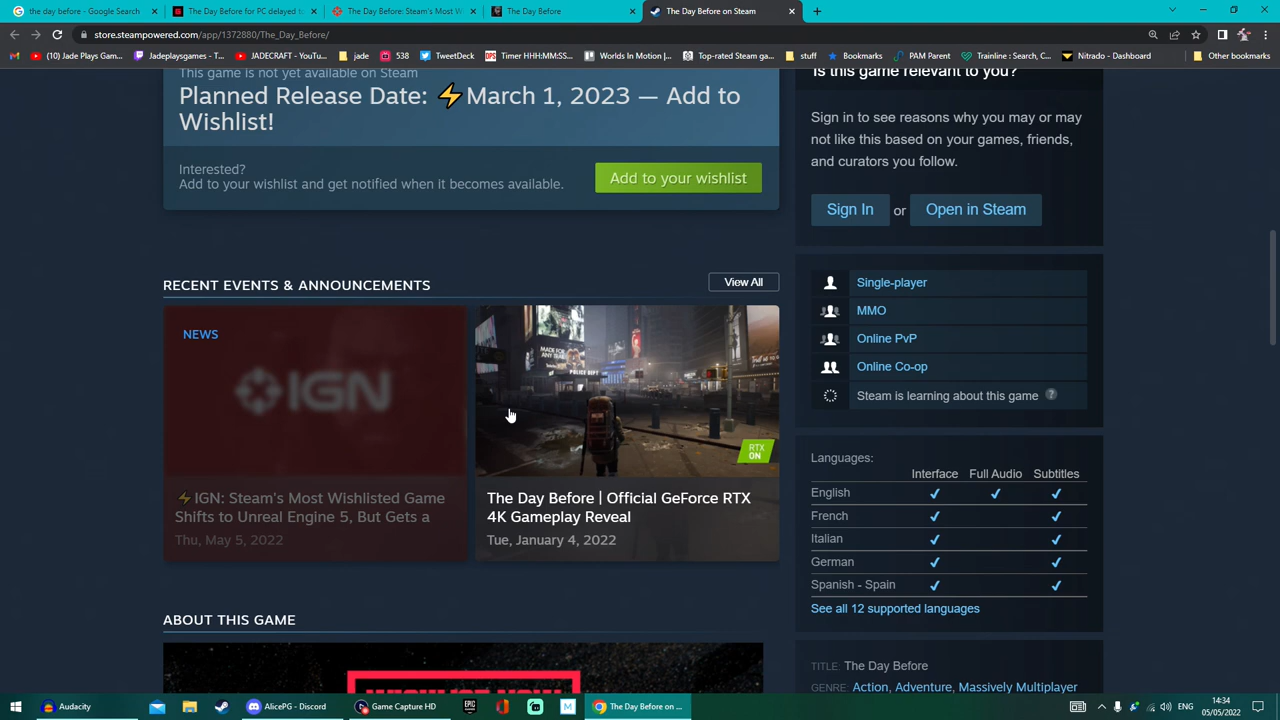 the day before - Google Search
The Day Before for PC delayed to
The Day Before: Steam's Most W
The Day Before
The Day Before on Steam
store.steampowered.com/app/1372880/The_Day_Before/
(10) Jade Plays Gam...
Jadeplaysgames - T...
JADECRAFT - YouTu...
jade
538
TweetDeck
Timer HHH:MM:SS...
Worlds In Motion |...
Top-rated Steam ga...
stuff
Bookmarks
PAM Parent
Trainline : Search, C...
Nitrado - Dashboard
Other bookmarks
This game is not yet available on Steam
Planned Release Date: ⚡March 1, 2023 — Add to
Wishlist!
Interested?
Add to your wishlist and get notified when it becomes available.
Add to your wishlist
Is this game relevant to you?
Sign in to see reasons why you may or may
not like this based on your games, friends,
and curators you follow.
Sign In or Open in Steam
RECENT EVENTS & ANNOUNCEMENTS
View All
NEWS
IGN
⚡IGN: Steam's Most Wishlisted Game
Shifts to Unreal Engine 5, But Gets a
Thu, May 5, 2022
MADE FOR
ANY YEAR
POLICE DEPT
RTX
ON
The Day Before | Official GeForce RTX
4K Gameplay Reveal
Tue, January 4, 2022
Single-player
MMO
Online PvP
Online Co-op
Steam is learning about this game ?
Languages:
Interface Full Audio Subtitles
English ✔ ✔ ✔
French ✔ ✔
Italian ✔ ✔
German ✔ ✔
Spanish - Spain ✔ ✔
See all 12 supported languages
ABOUT THIS GAME
WISHLIST NOW
TITLE: The Day Before
GENRE: Action, Adventure, Massively Multiplayer
Audacity
AlicePG - Discord
Game Capture HD
EPIC
The Day Before on ...
ENG
14:34
05/05/2022